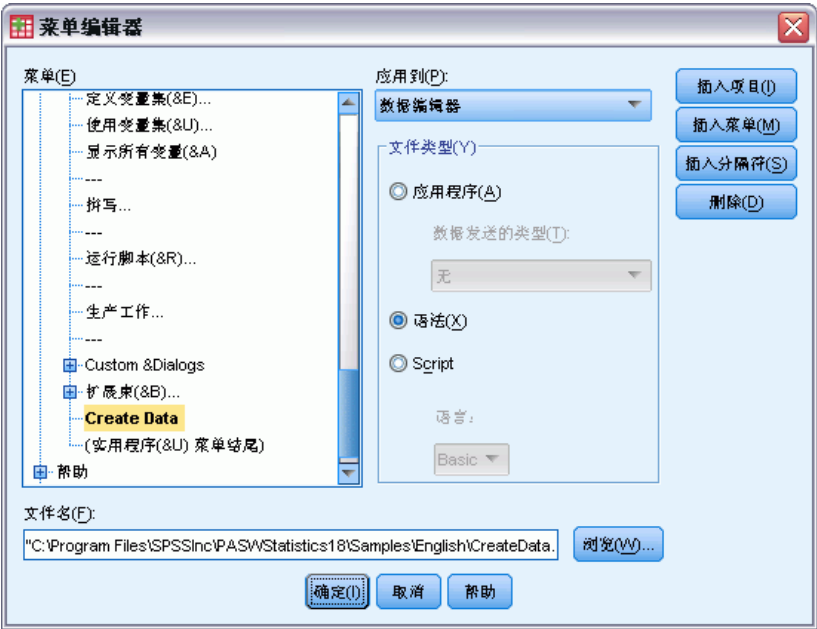 菜单编辑器
菜单(E)
定义变量集(&E)...
使用变量集(&U)...
显示所有变量(&A)
---
拼写...
---
运行脚本(&R)...
---
生产工作...
---
Custom &Dialogs
扩展束(&B)...
Create Data
(实用程序(&U) 菜单结尾)
帮助
应用到(P):
数据编辑器
文件类型(Y)
应用程序(A)
数据发送的类型(T):
无
语法(X)
Script
语言:
Basic
插入项目(I)
插入菜单(M)
插入分隔符(S)
删除(D)
文件名(F):
"C:\Program Files\SPSSInc\PASWStatistics18\Samples\English\CreateData.
浏览(W)...
确定(I)
取消
帮助